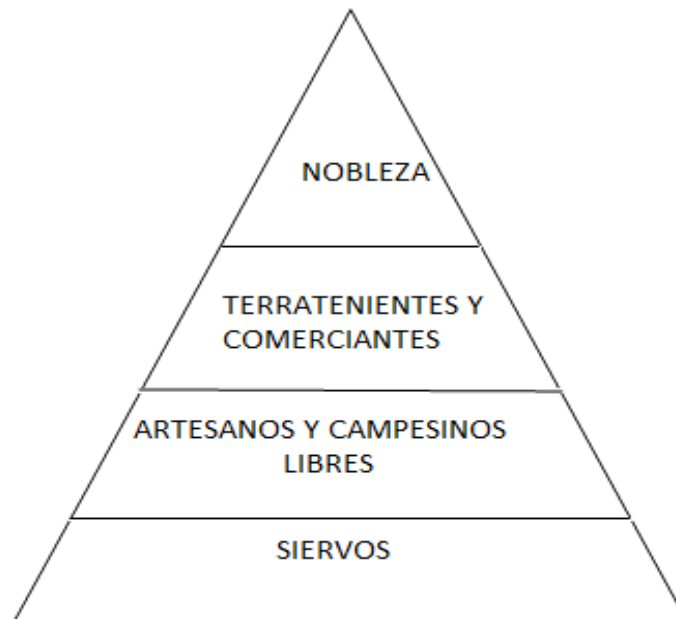 NOBLEZA
TERRATENIENTES Y
COMERCIANTES
ARTESANOS Y CAMPESINOS
LIBRES
SIERVOS